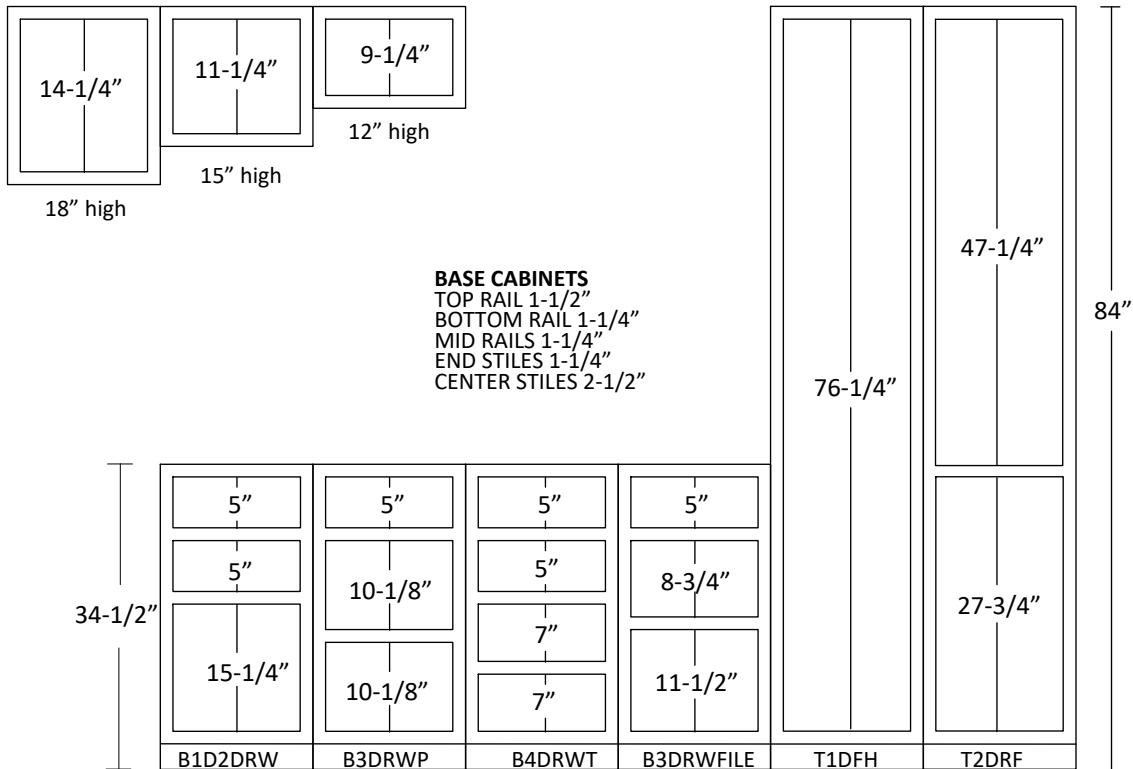 14-1/4”
11-1/4”
9-1/4”
12” high
15” high
18” high
BASE CABINETS
TOP RAIL 1-1/2”
BOTTOM RAIL 1-1/4”
MID RAILS 1-1/4”
END STILES 1-1/4”
CENTER STILES 2-1/2”
47-1/4”
84”
76-1/4”
5” 5” 5” 5”
5” 10-1/8” 5” 8-3/4”
34-1/2”
27-3/4”
15-1/4” 10-1/8” 7” 11-1/2”
7”
B1D2DRW B3DRWP B4DRWT B3DRWFILE T1DFH T2DRF